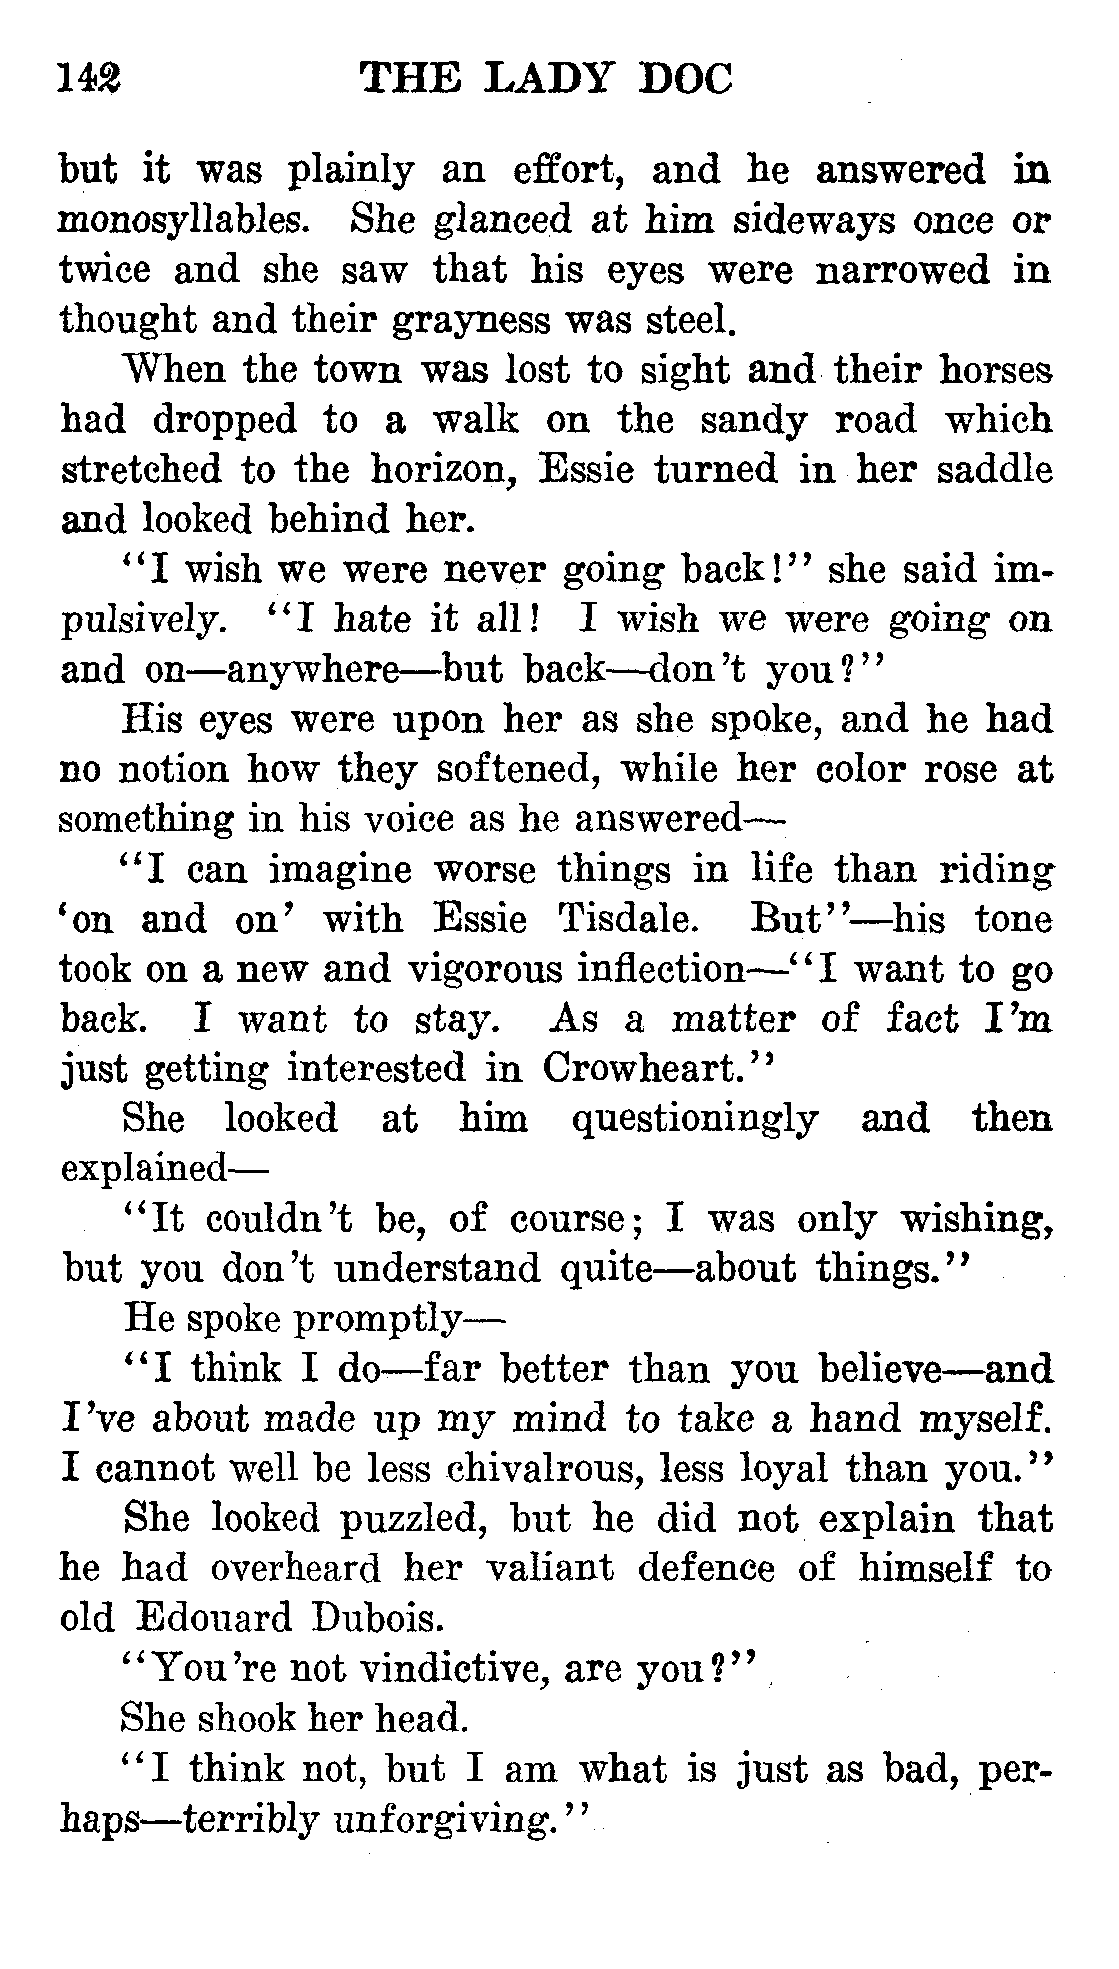 142 THE LADY DOC
but it was plainly an effort, and he answered in
monosyllables. She glanced at him sideways once or
twice and she saw that his eyes were narrowed in
thought and their grayness was steel.
When the town was lost to sight and their horses
had dropped to a walk on the sandy road which
stretched to the horizon, Essie turned in her saddle
and looked behind her.
"I wish we were never going back!" she said im-
pulsively. "I hate it all! I wish we were going on
and on—anywhere—but back—don't you?"
His eyes were upon her as she spoke, and he had
no notion how they softened, while her color rose at
something in his voice as he answered—
"I can imagine worse things in life than riding
'on and on' with Essie Tisdale. But"—his tone
took on a new and vigorous inflection—"I want to go
back. I want to stay. As a matter of fact I'm
just getting interested in Crowheart."
She looked at him questioningly and then
explained—
"It couldn't be, of course; I was only wishing,
but you don't understand quite—about things."
He spoke promptly—
"I think I do—far better than you believe—and
I've about made up my mind to take a hand myself.
I cannot well be less chivalrous, less loyal than you."
She looked puzzled, but he did not explain that
he had overheard her valiant defence of himself to
old Edouard Dubois.
"You're not vindictive, are you?"
She shook her head.
"I think not, but I am what is just as bad, per-
haps—terribly unforgiving."